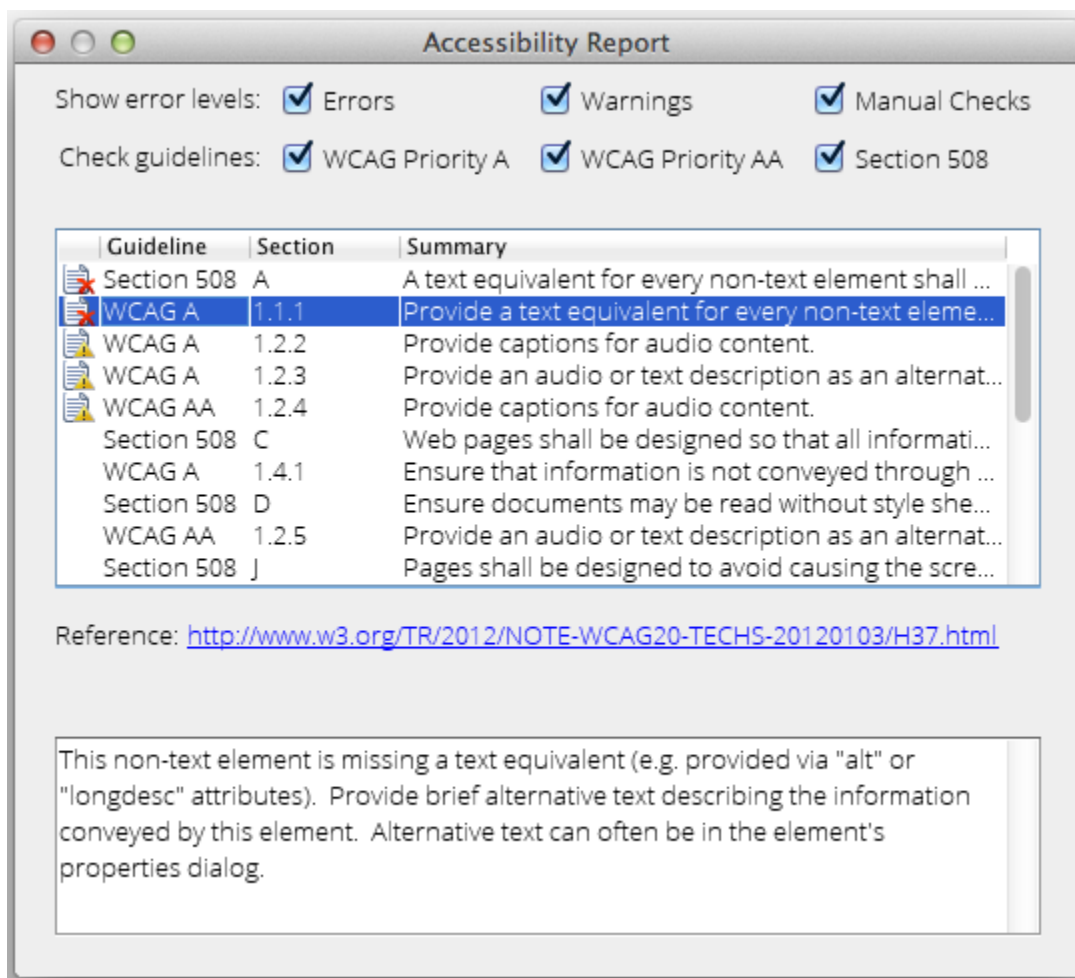 Accessibility Report
Show error levels: Errors Warnings Manual Checks
Check guidelines: WCAG Priority A WCAG Priority AA Section 508
Guideline Section Summary
Section 508 A A text equivalent for every non-text element shall ...
WCAG A 1.1.1 Provide a text equivalent for every non-text eleme...
WCAG A 1.2.2 Provide captions for audio content.
WCAG A 1.2.3 Provide an audio or text description as an alternat...
WCAG AA 1.2.4 Provide captions for audio content.
Section 508 C Web pages shall be designed so that all informati...
WCAG A 1.4.1 Ensure that information is not conveyed through ...
Section 508 D Ensure documents may be read without style she...
WCAG AA 1.2.5 Provide an audio or text description as an alternat...
Section 508 J Pages shall be designed to avoid causing the scre...
Reference: http://www.w3.org/TR/2012/NOTE-WCAG20-TECHS-20120103/H37.html
This non-text element is missing a text equivalent (e.g. provided via "alt" or
"longdesc" attributes).  Provide brief alternative text describing the information
conveyed by this element.  Alternative text can often be in the element's
properties dialog.